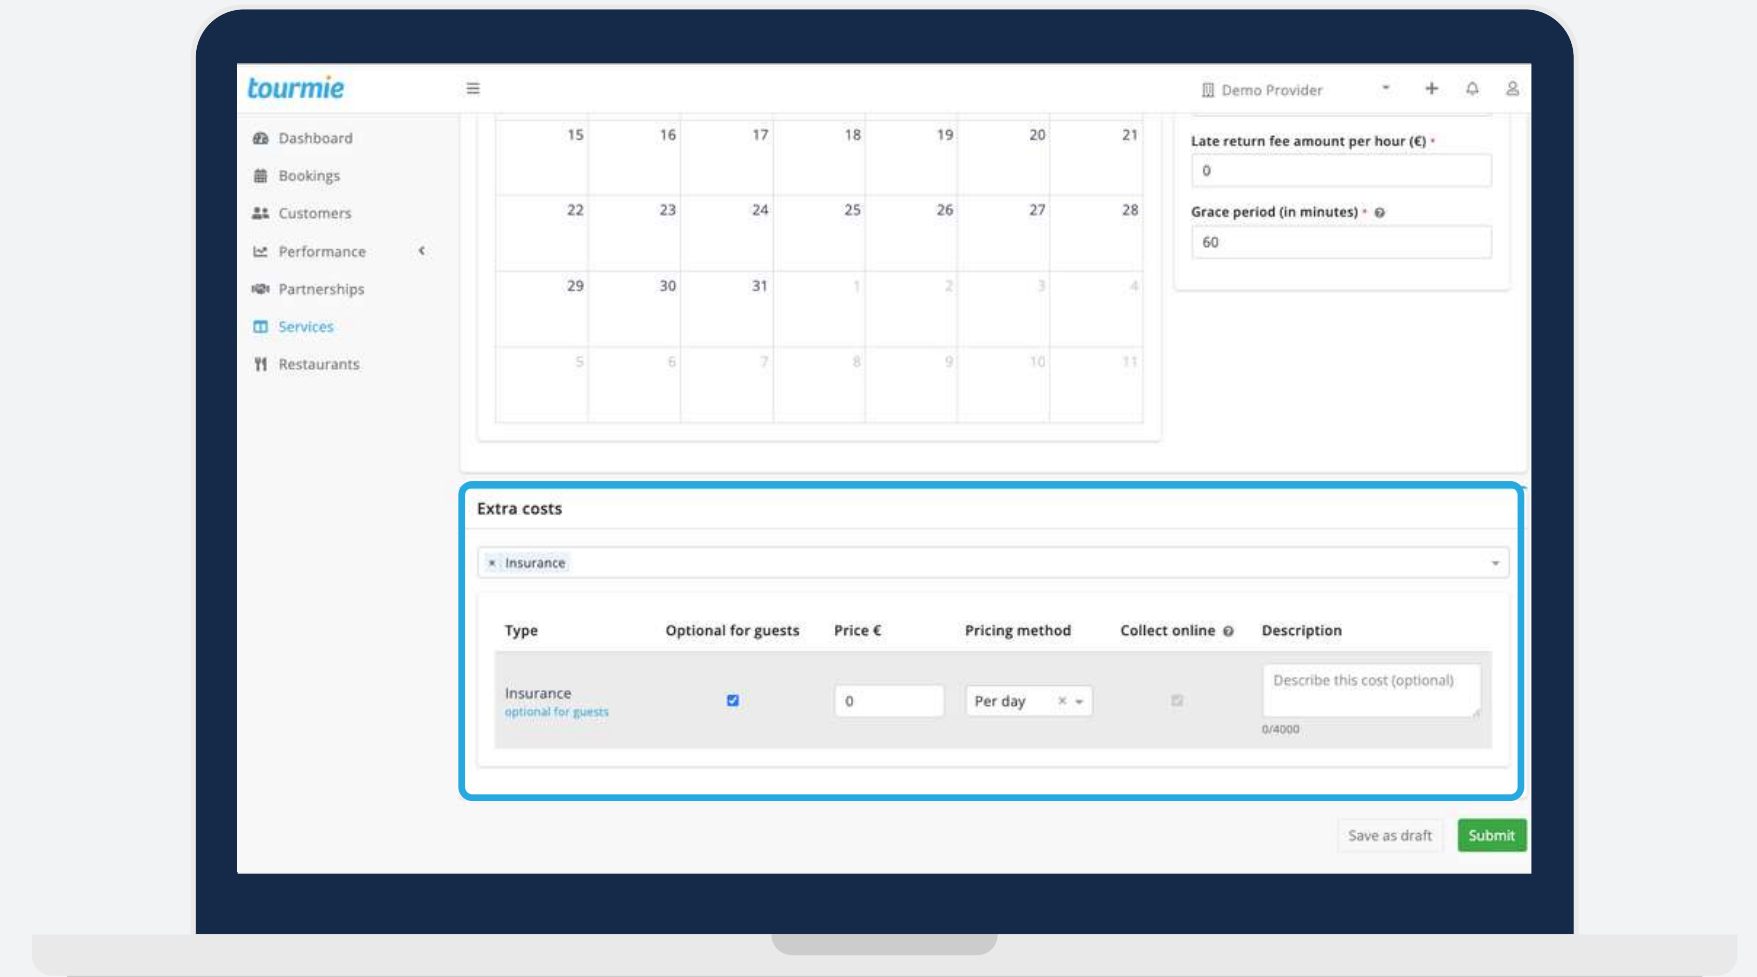 tourmie
Demo Provider
Dashboard
Bookings
Customers
Performance
Partnerships
Services
Restaurants
15 16 17 18 19 20 21
22 23 24 25 26 27 28
29 30 31 1 2 3 4
5 6 7 8 9 10 11
Late return fee amount per hour (€) *
0
Grace period (in minutes) *
60
Extra costs
× Insurance
Type Optional for guests Price € Pricing method Collect online Description
Insurance
optional for guests
0
Per day ×
Describe this cost (optional)
0/4000
Save as draft
Submit